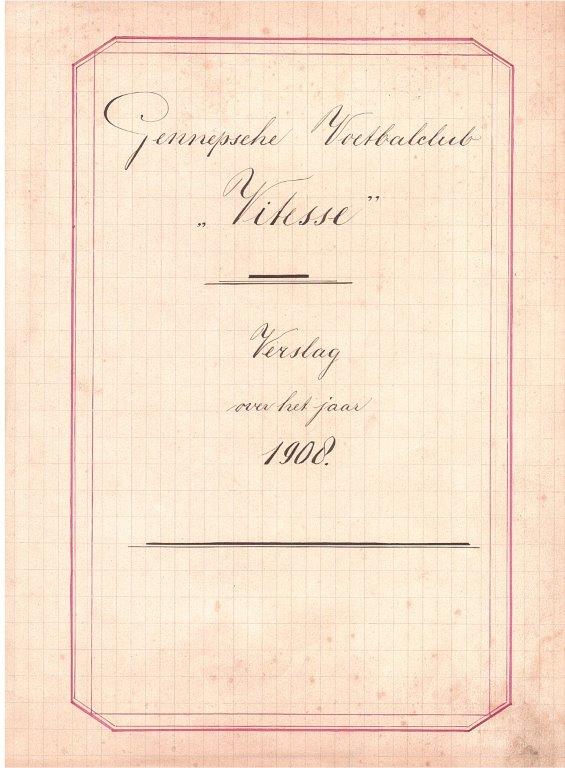 Gennepsche Voetbalclub
„Vitesse”
Verslag
over het jaar
1908.